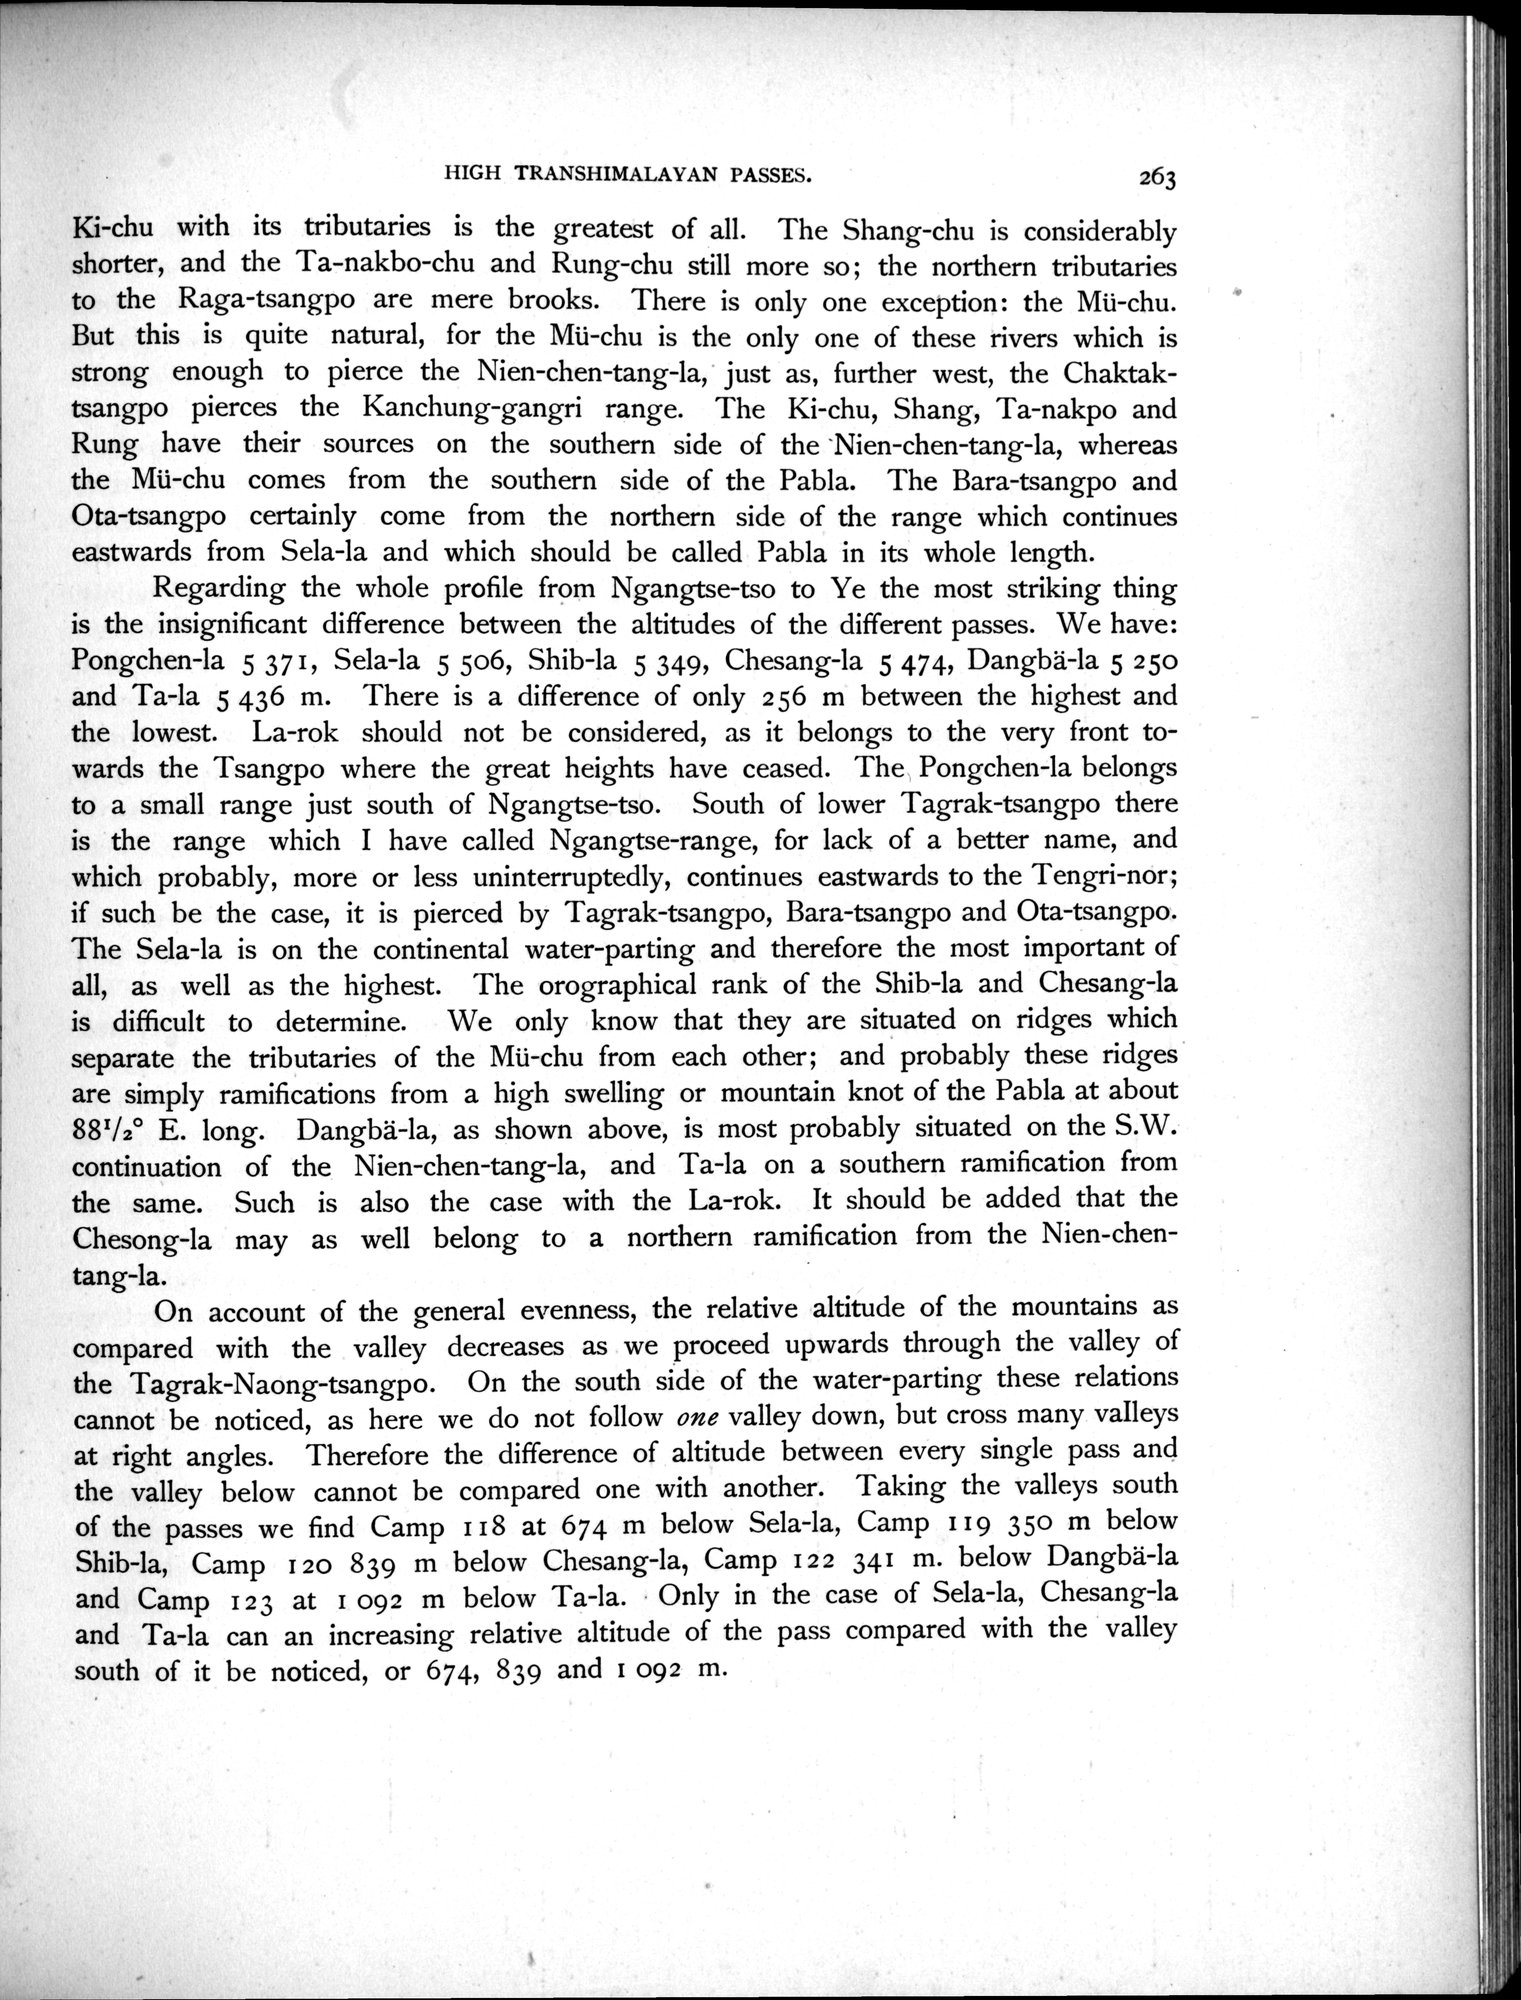 HIGH TRANSHIMALAYAN PASSES. 263
Ki-chu with its tributaries is the greatest of all. The Shang-chu is considerably
shorter, and the Ta-nakbo-chu and Rung-chu still more so; the northern tributaries
to the Raga-tsangpo are mere brooks. There is only one exception: the Mü-chu.
But this is quite natural, for the Mü-chu is the only one of these rivers which is
strong enough to pierce the Nien-chen-tang-la, just as, further west, the Chaktak-
tsangpo pierces the Kanchung-gangri range. The Ki-chu, Shang, Ta-nakpo and
Rung have their sources on the southern side of the Nien-chen-tang-la, whereas
the Mü-chu comes from the southern side of the Pabla. The Bara-tsangpo and
Ota-tsangpo certainly come from the northern side of the range which continues
eastwards from Sela-la and which should be called Pabla in its whole length.
Regarding the whole profile from Ngangtse-tso to Ye the most striking thing
is the insignificant difference between the altitudes of the different passes. We have:
Pongchen-la 5 371, Sela-la 5 506, Shib-la 5 349, Chesang-la 5 474, Dangbä-la 5 250
and Ta-la 5 436 m. There is a difference of only 256 m between the highest and
the lowest. La-rok should not be considered, as it belongs to the very front to-
wards the Tsangpo where the great heights have ceased. The Pongchen-la belongs
to a small range just south of Ngangtse-tso. South of lower Tagrak-tsangpo there
is the range which I have called Ngangtse-range, for lack of a better name, and
which probably, more or less uninterruptedly, continues eastwards to the Tengri-nor;
if such be the case, it is pierced by Tagrak-tsangpo, Bara-tsangpo and Ota-tsangpo.
The Sela-la is on the continental water-parting and therefore the most important of
all, as well as the highest. The orographical rank of the Shib-la and Chesang-la
is difficult to determine. We only know that they are situated on ridges which
separate the tributaries of the Mü-chu from each other; and probably these ridges
are simply ramifications from a high swelling or mountain knot of the Pabla at about
88¹/₂° E. long. Dangbä-la, as shown above, is most probably situated on the S.W.
continuation of the Nien-chen-tang-la, and Ta-la on a southern ramification from
the same. Such is also the case with the La-rok. It should be added that the
Chesong-la may as well belong to a northern ramification from the Nien-chen-
tang-la.
On account of the general evenness, the relative altitude of the mountains as
compared with the valley decreases as we proceed upwards through the valley of
the Tagrak-Naong-tsangpo. On the south side of the water-parting these relations
cannot be noticed, as here we do not follow one valley down, but cross many valleys
at right angles. Therefore the difference of altitude between every single pass and
the valley below cannot be compared one with another. Taking the valleys south
of the passes we find Camp 118 at 674 m below Sela-la, Camp 119 350 m below
Shib-la, Camp 120 839 m below Chesang-la, Camp 122 341 m. below Dangbä-la
and Camp 123 at 1 092 m below Ta-la. Only in the case of Sela-la, Chesang-la
and Ta-la can an increasing relative altitude of the pass compared with the valley
south of it be noticed, or 674, 839 and 1 092 m.